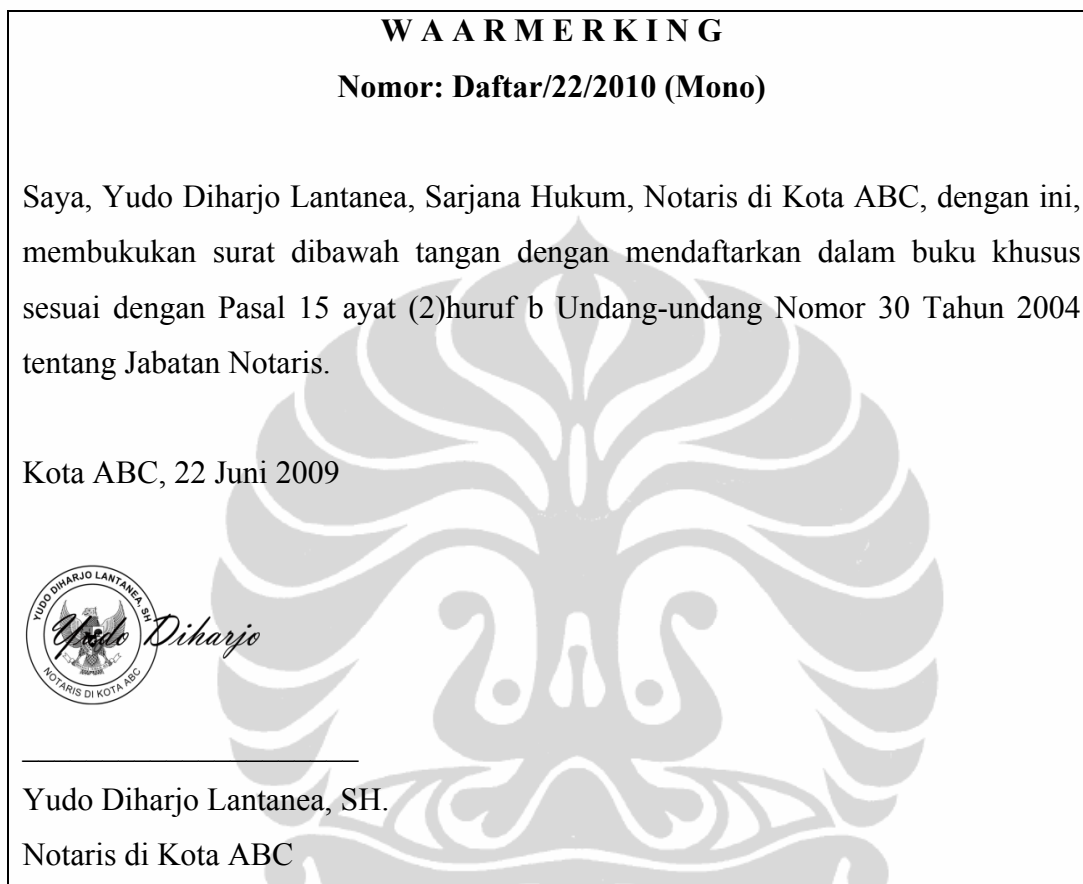 W A A R M E R K I N G
Nomor: Daftar/22/2010 (Mono)
Saya, Yudo Diharjo Lantanea, Sarjana Hukum, Notaris di Kota ABC, dengan ini,
membukukan surat dibawah tangan dengan mendaftarkan dalam buku khusus
sesuai dengan Pasal 15 ayat (2)huruf b Undang-undang Nomor 30 Tahun 2004
tentang Jabatan Notaris.
Kota ABC, 22 Juni 2009
YUDO DIHARJO LANTANEA, SH
Yudo Diharjo
NOTARIS DI KOTA ABC
Yudo Diharjo Lantanea, SH.
Notaris di Kota ABC